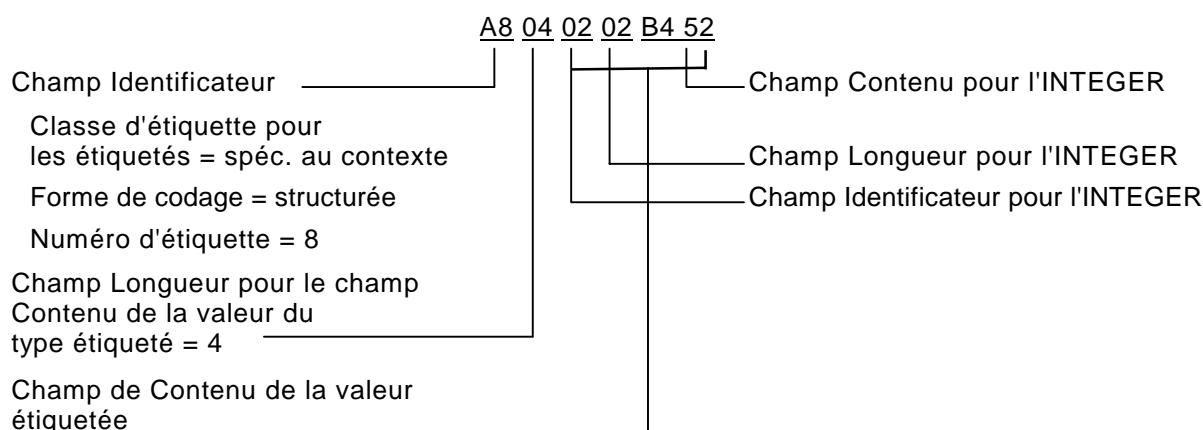 A8 04 02 02 B4 52
Champ Identificateur
Champ Contenu pour l'INTEGER
Classe d'étiquette pour
les étiquetés = spéc. au contexte
Champ Longueur pour l'INTEGER
Forme de codage = structurée
Champ Identificateur pour l'INTEGER
Numéro d'étiquette = 8
Champ Longueur pour le champ
Contenu de la valeur du
type étiqueté = 4
Champ de Contenu de la valeur
étiquetée